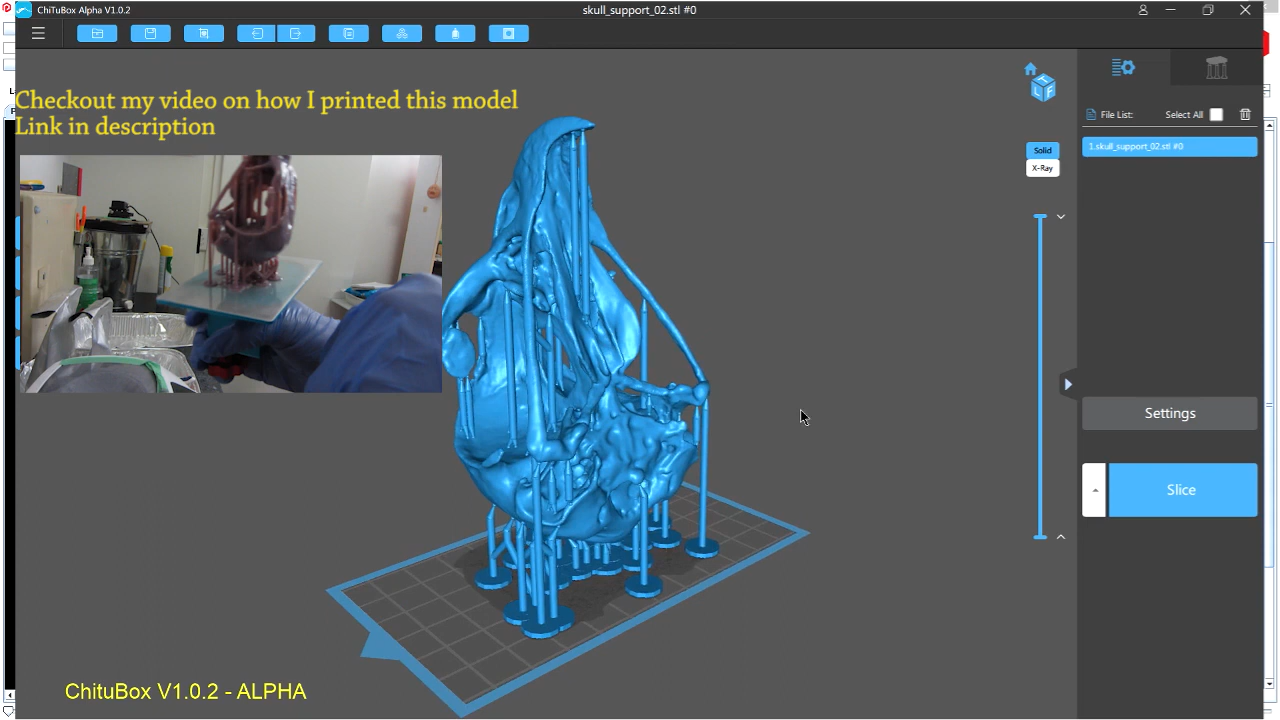 ChiTuBox Alpha V1.0.2
skull_support_02.stl #0
Checkout my video on how I printed this model
Link in description
File List:
Select All
1.skull_support_02.stl #0
T
L F
Solid
X-Ray
Settings
Slice
ChituBox V1.0.2 - ALPHA